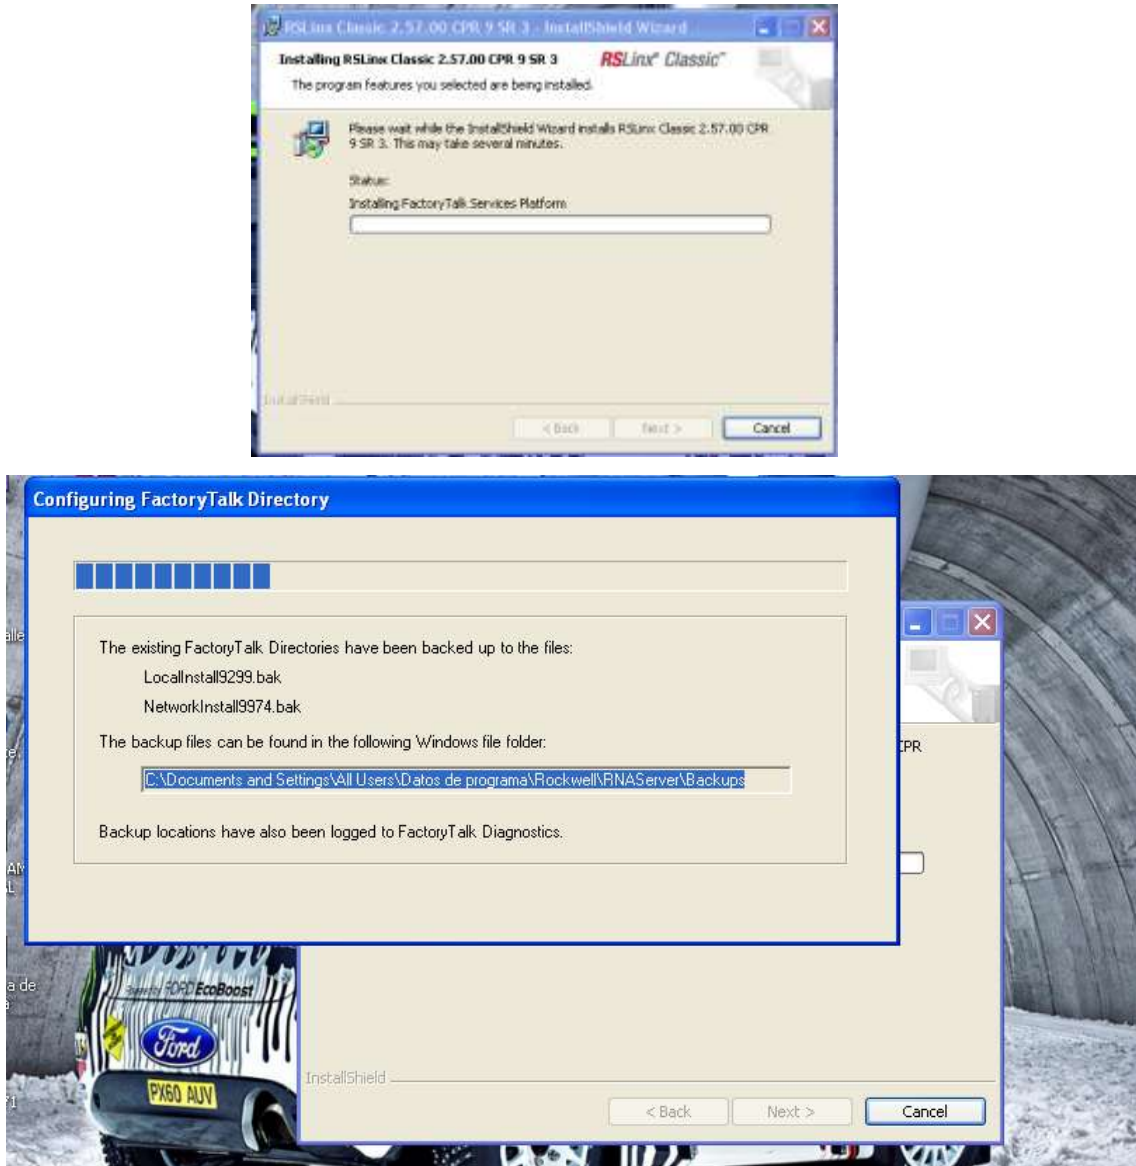 RSLinx Classic 2.57.00 CPR 9 SR 3 - InstallShield Wizard
Installing RSLinx Classic 2.57.00 CPR 9 SR 3
RSLinx® Classic™
The program features you selected are being installed.
Please wait while the InstallShield Wizard installs RSLinx Classic 2.57.00 CPR
9 SR 3. This may take several minutes.
Status:
Installing FactoryTalk Services Platform
InstallShield
< Back
Next >
Cancel
Configuring FactoryTalk Directory
The existing FactoryTalk Directories have been backed up to the files:
LocalInstall9299.bak
NetworkInstall9974.bak
The backup files can be found in the following Windows file folder:
C:\Documents and Settings\All Users\Datos de programa\Rockwell\RNAServer\Backups
CPR
Backup locations have also been logged to FactoryTalk Diagnostics.
a de
FORD EcoBoost
Ford
PX60 AUV
InstallShield
< Back
Next >
Cancel